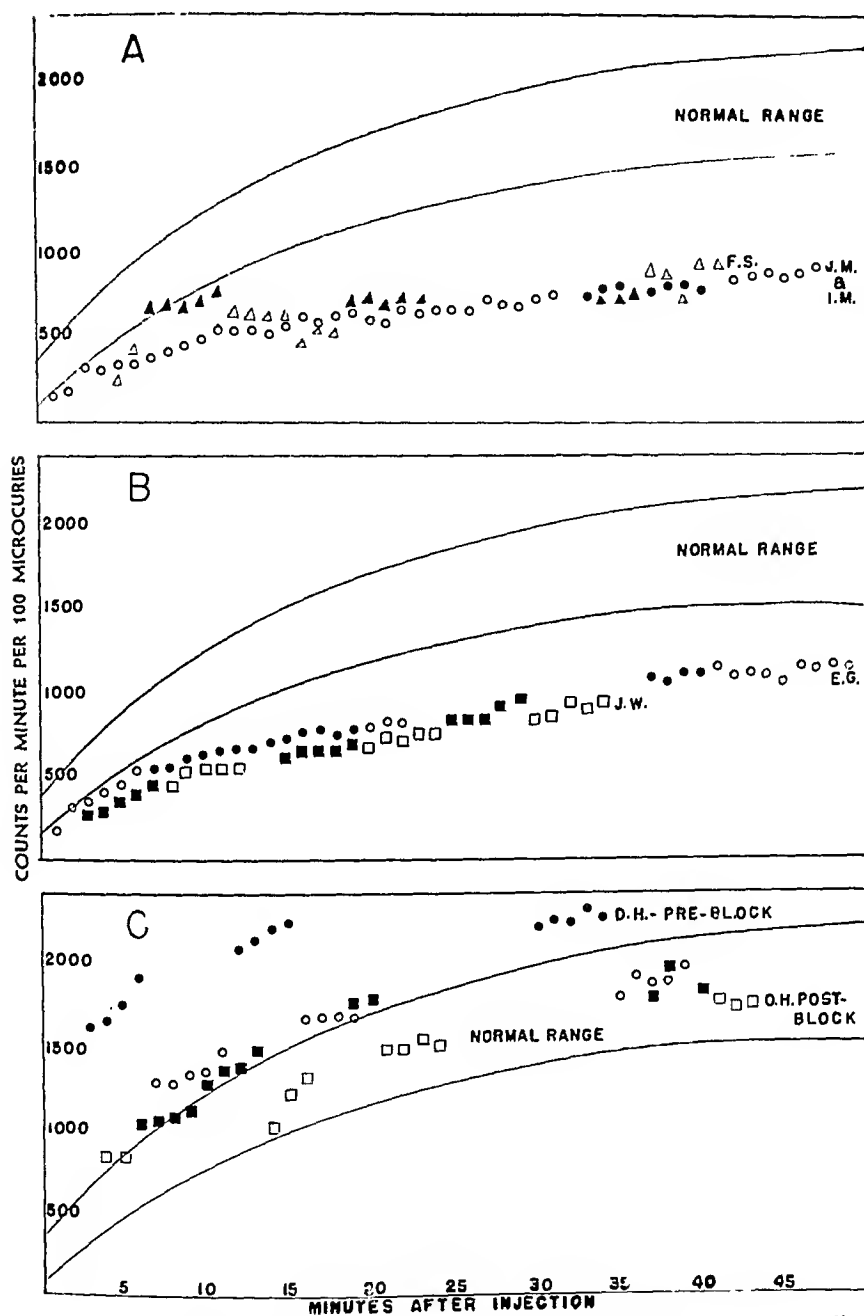 A
2000
NORMAL RANGE
1500
1000
F.S.
J.M.
&
I.M.
500
COUNTS PER MINUTE PER 100 MICROCURIES
B
2000
NORMAL RANGE
1500
1000
E.G.
J.W.
500
C
D.H.- PRE-BLOCK
2000
O.H. POST-
BLOCK
1500
NORMAL RANGE
1000
500
5 10 15 20 25 30 35 40 45
MINUTES AFTER INJECTION